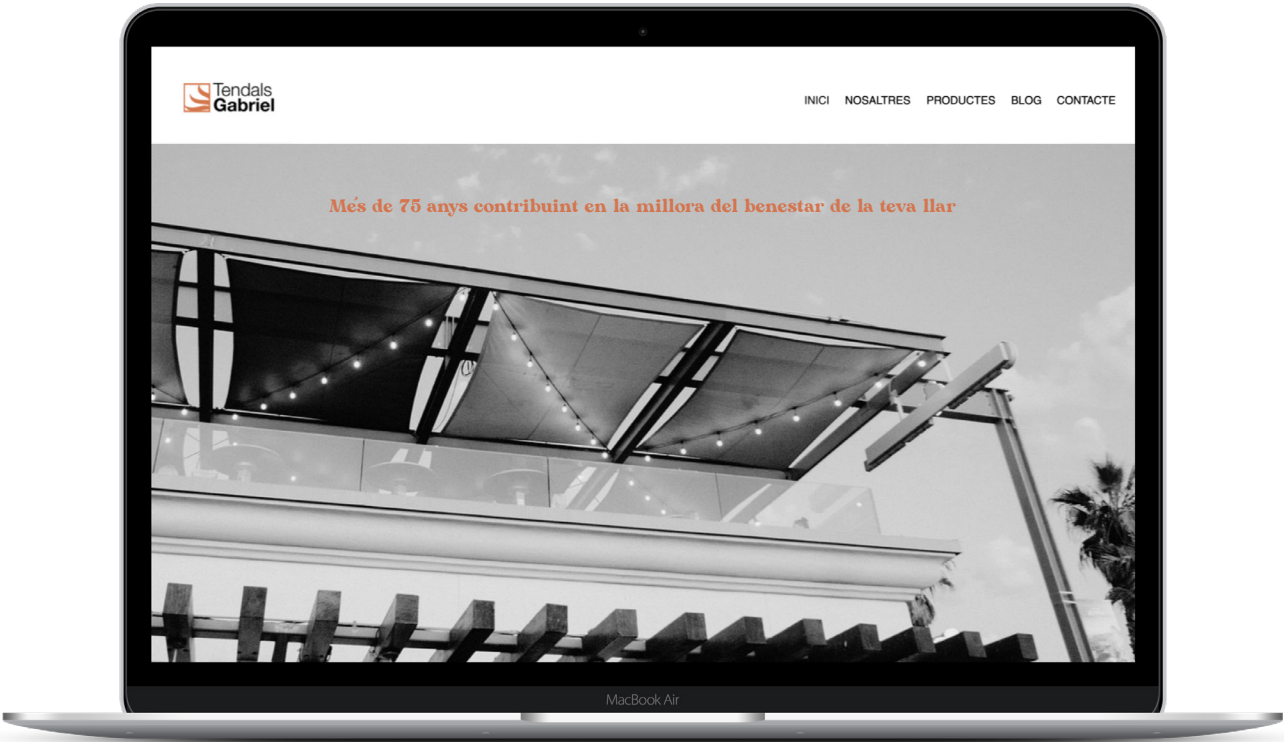 Tendals
Gabriel
INICI NOSALTRES PRODUCTES BLOG CONTACTE
Més de 75 anys contribuint en la millora del benestar de la teva llar
MacBook Air